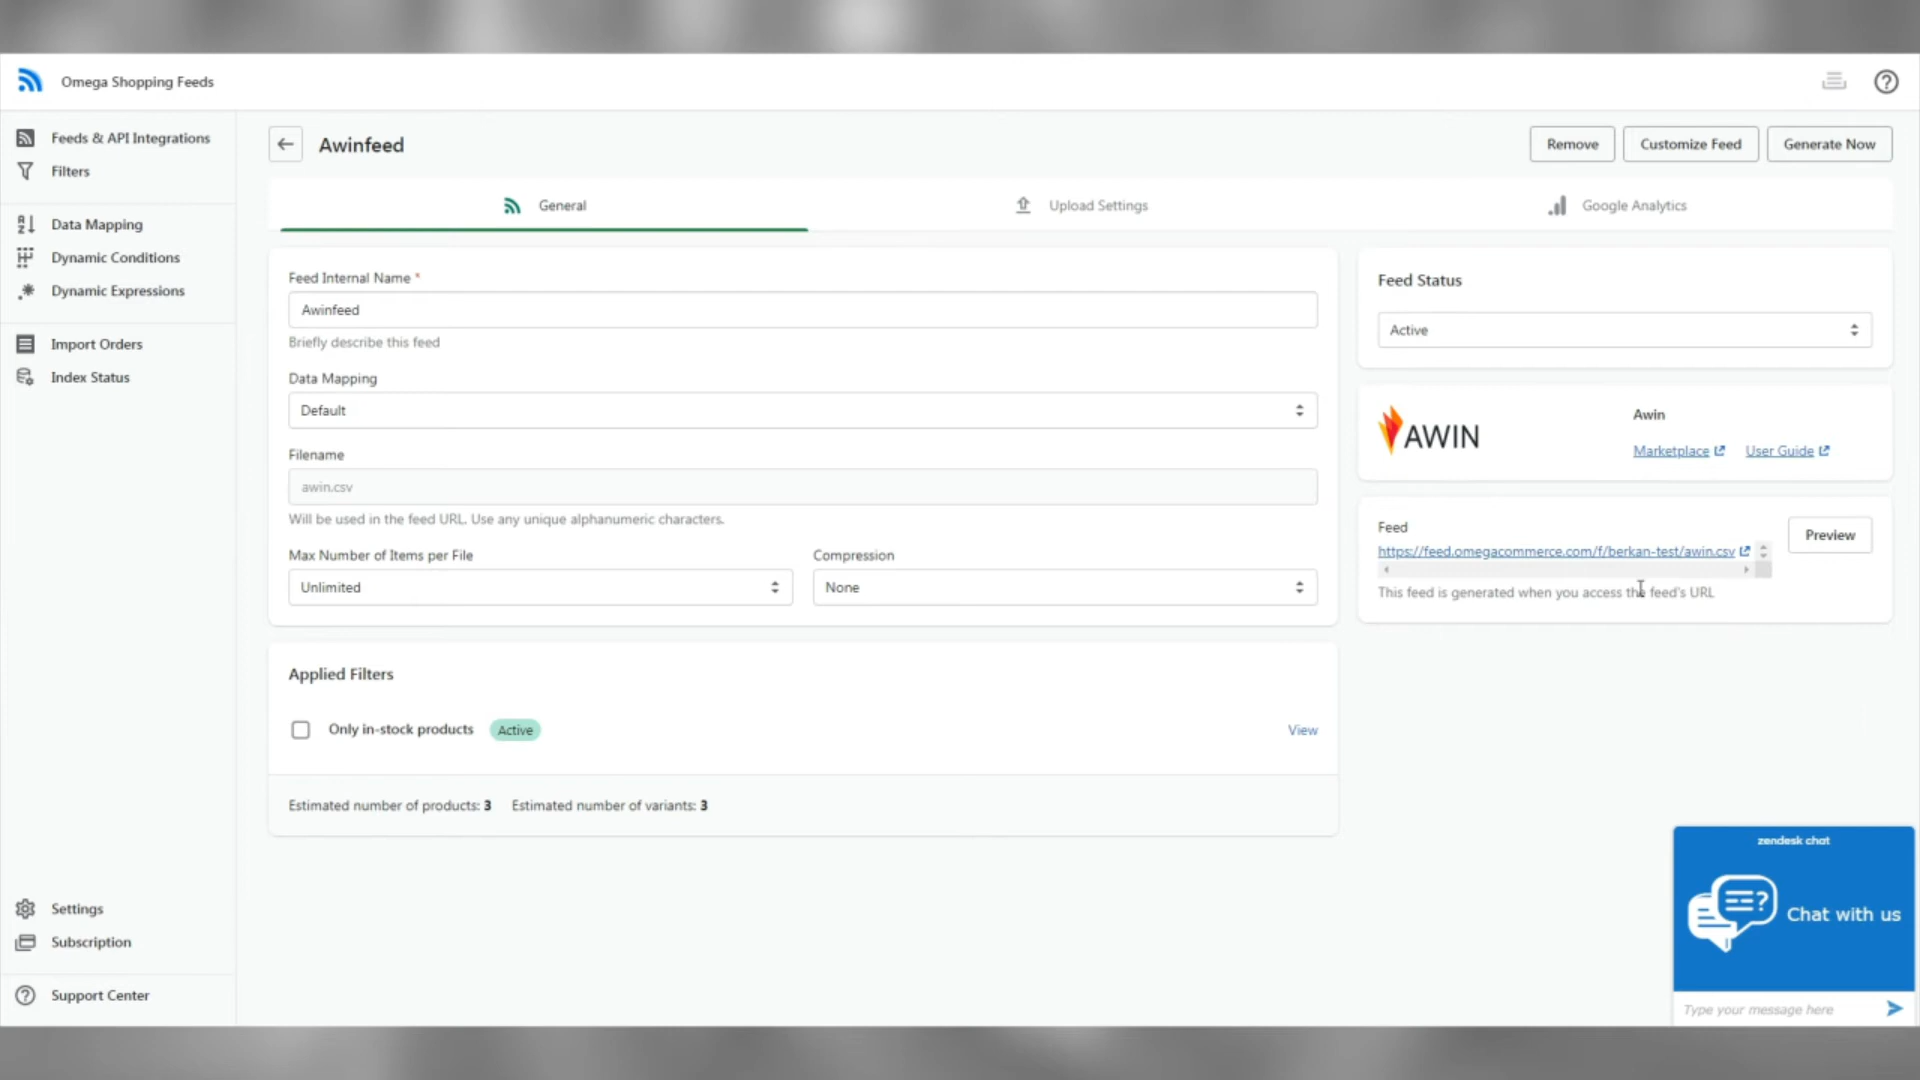 Omega Shopping Feeds
Feeds & API Integrations
Filters
Data Mapping
Dynamic Conditions
Dynamic Expressions
Import Orders
Index Status
Settings
Subscription
Support Center
Awinfeed
Remove
Customize Feed
Generate Now
General
Upload Settings
Google Analytics
Feed Internal Name *
Awinfeed
Briefly describe this feed
Data Mapping
Default
Filename
awin.csv
Will be used in the feed URL. Use any unique alphanumeric characters.
Max Number of Items per File
Compression
Unlimited
None
Applied Filters
Only in-stock products
Active
View
Estimated number of products: 3
Estimated number of variants: 3
Feed Status
Active
AWIN
Awin
Marketplace
User Guide
Feed
https://feed.omegacommerce.com/f/berkan-test/awin.csv
Preview
This feed is generated when you access the feed's URL
zendesk chat
Chat with us
Type your message here